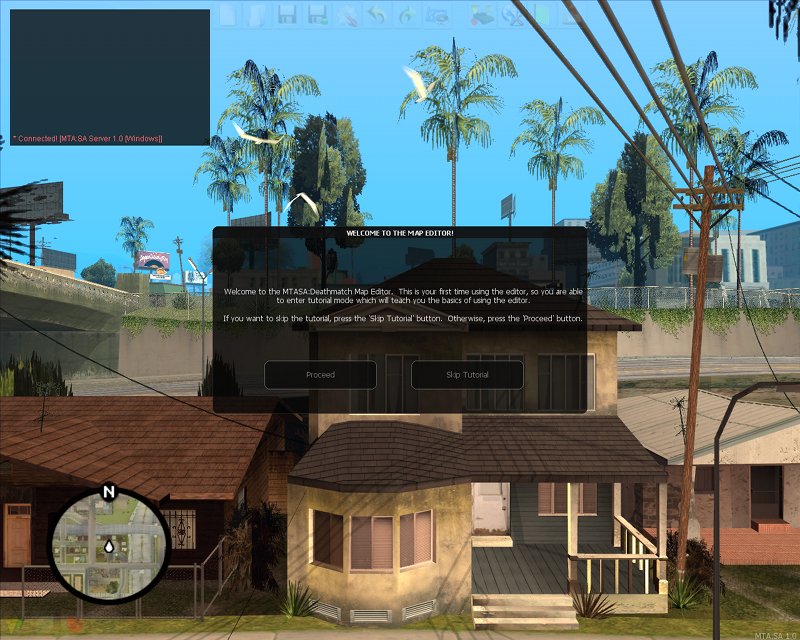 * Connected! [MTA:SA Server 1.0 [Windows]]
WELCOME TO THE MAP EDITOR!
Welcome to the MTASA:Deathmatch Map Editor. This is your first time using the editor, so you are able
to enter tutorial mode which will teach you the basics of using the editor.
If you want to skip the tutorial, press the 'Skip Tutorial' button. Otherwise, press the 'Proceed' button.
Proceed
Skip Tutorial
N
MTA:SA 1.0